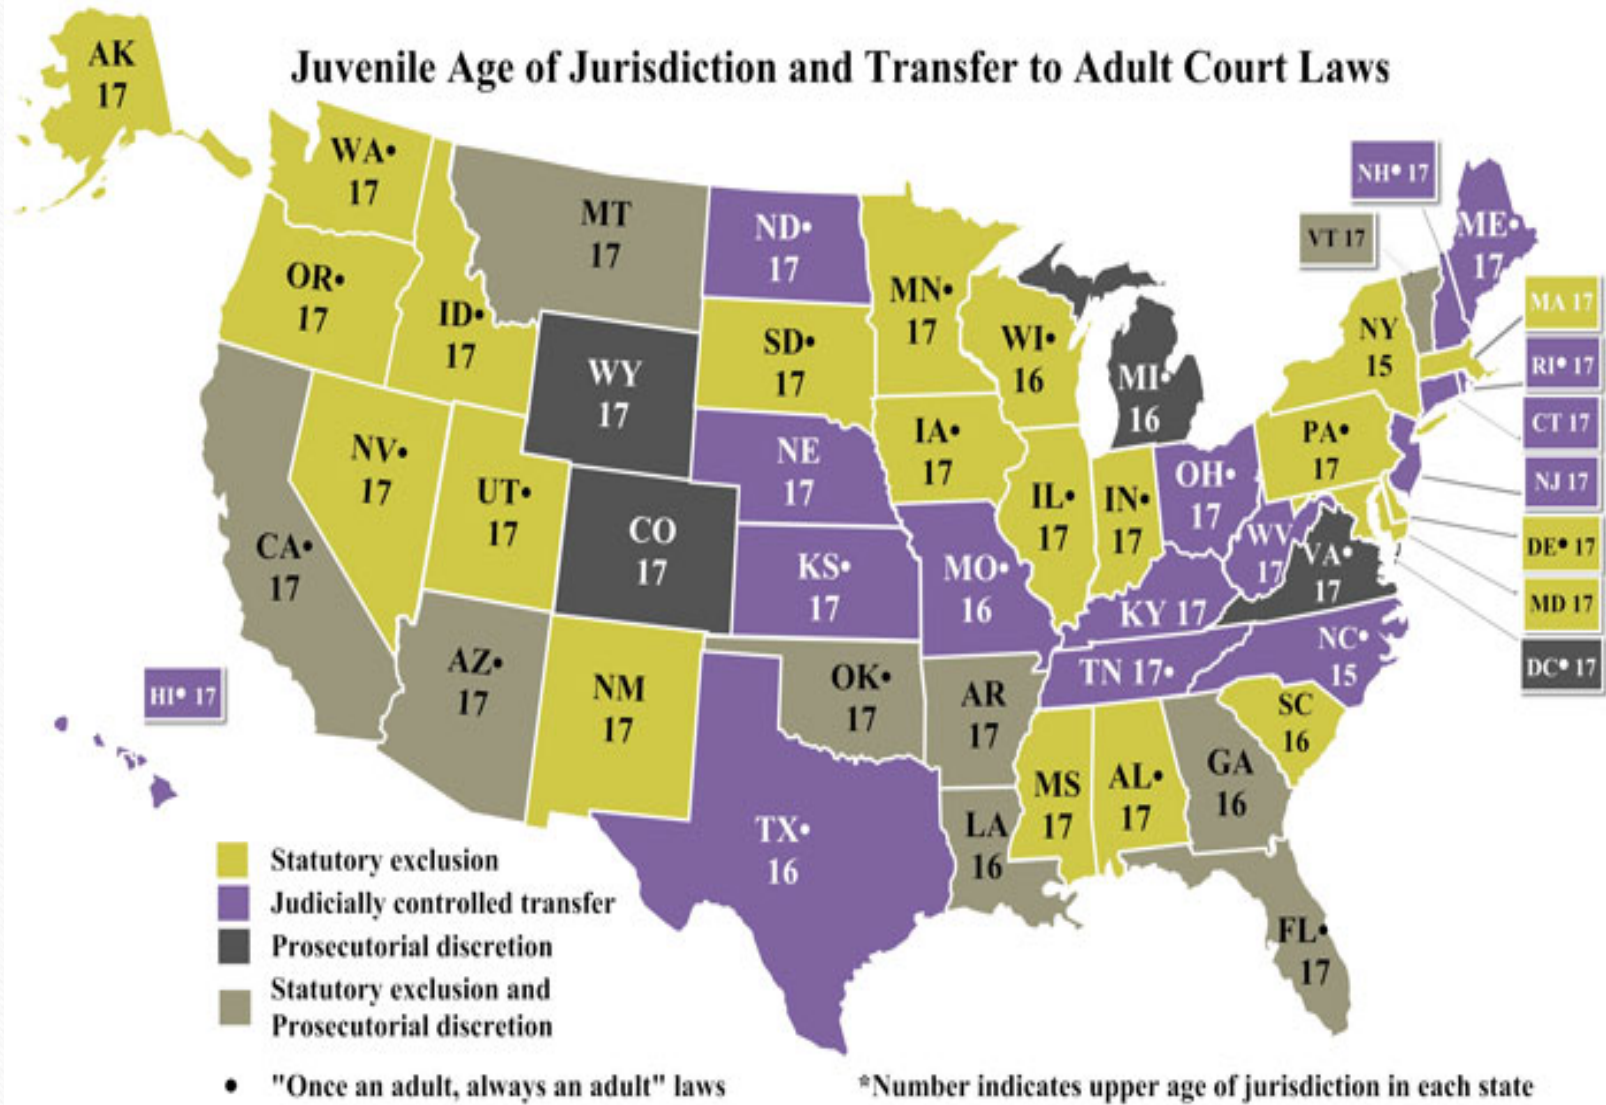 AK
17
Juvenile Age of Jurisdiction and Transfer to Adult Court Laws
WA•
17
MT
17
ND•
17
NH• 17
ME•
17
VT 17
OR•
17
ID•
17
MN•
17
WI•
16
SD•
17
WY
17
MI•
16
NY
15
MA 17
RI• 17
CT 17
NJ 17
DE• 17
MD 17
DC• 17
NV•
17
UT•
17
CO
17
NE
17
IA•
17
IL•
17
IN•
17
OH•
17
PA•
17
WV
17
VA•
17
CA•
17
KS•
17
MO•
16
KY 17
TN 17•
NC•
15
AZ•
17
NM
17
OK•
17
AR
17
SC
16
HI• 17
TX•
16
LA
16
MS
17
AL•
17
GA
16
FL•
17
Statutory exclusion
Judicially controlled transfer
Prosecutorial discretion
Statutory exclusion and
Prosecutorial discretion
• "Once an adult, always an adult" laws
*Number indicates upper age of jurisdiction in each state